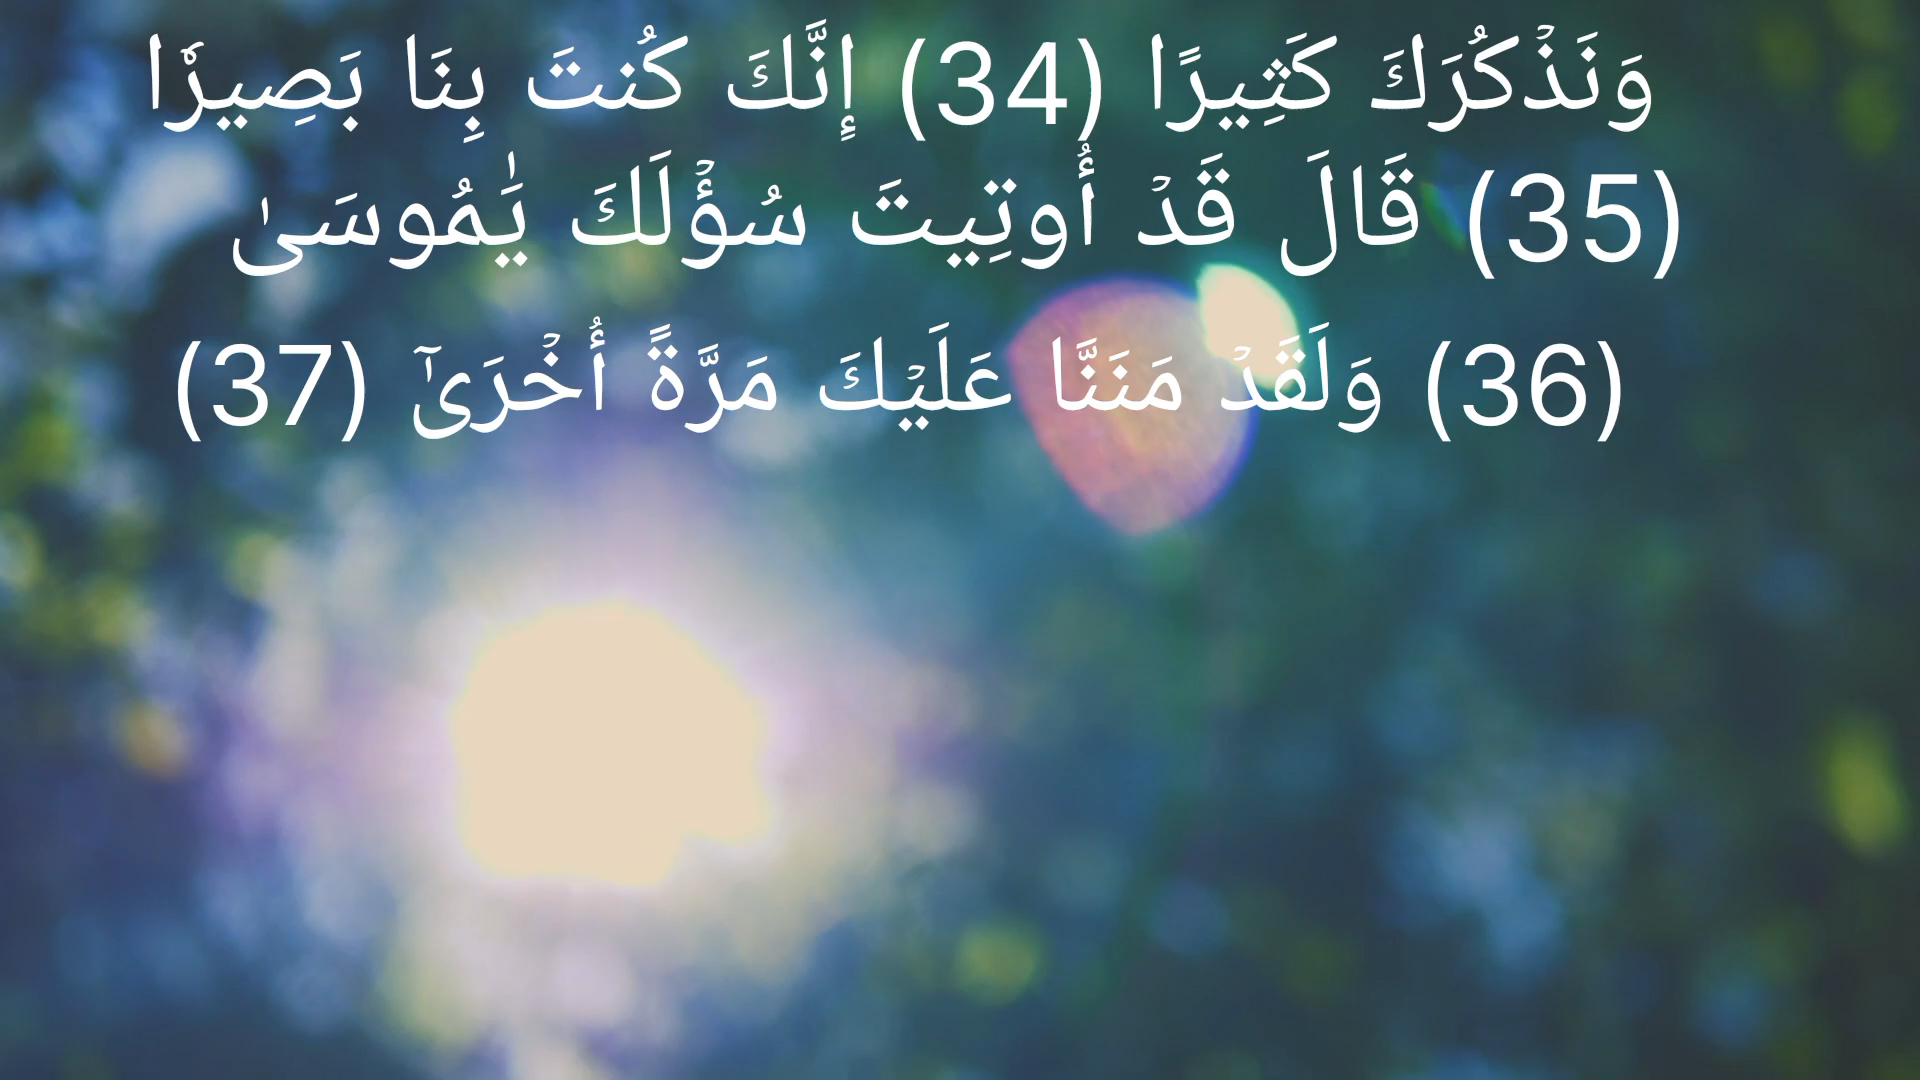 وَنَذۡكُرَكَ كَثِيرًا (34) إِنَّكَ كُنتَ بِنَا بَصِيرٗا
(35) قَالَ قَدۡ أُوتِيتَ سُؤۡلَكَ يَٰمُوسَىٰ
(36) وَلَقَدۡ مَنَنَّا عَلَيۡكَ مَرَّةً أُخۡرَىٰٓ (37)